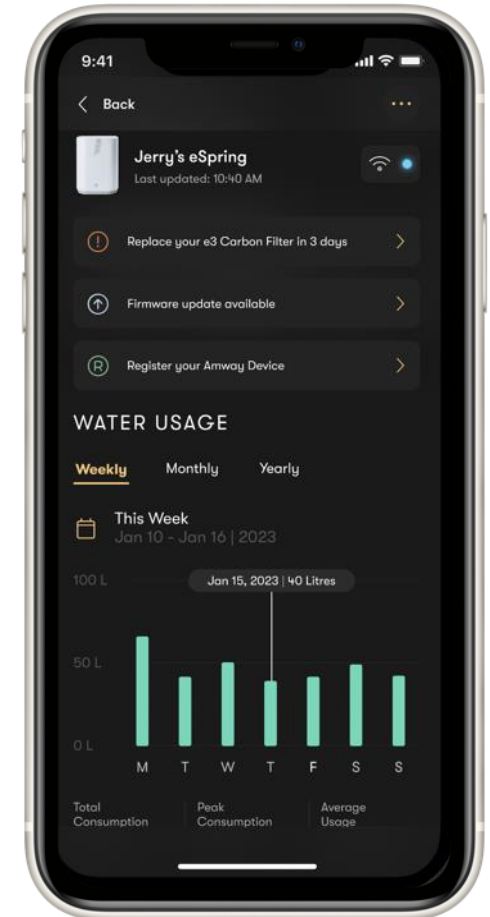 9:41
Back
Jerry's eSpring
Last updated: 10:40 AM
Replace your e3 Carbon Filter in 3 days
Firmware update available
R
Register your Amway Device
WATER USAGE
Weekly Monthly Yearly
This Week
Jan 10 - Jan 16 | 2023
100 L
Jan 15, 2023 | 40 Litres
50 L
0 L
M T W T F S S
Total Consumption
Peak Consumption
Average Usage